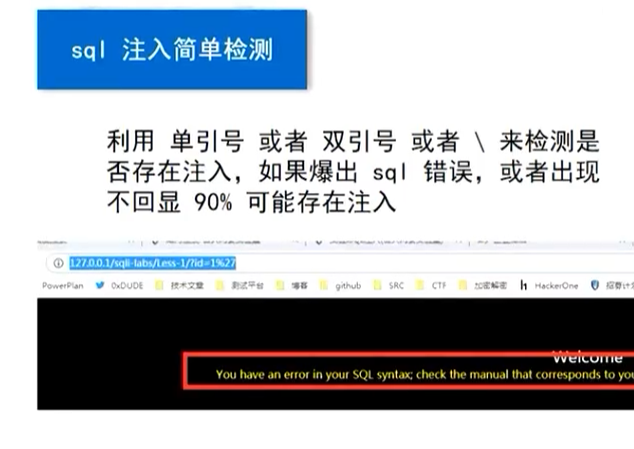 sql 注入简单检测
利用 单引号 或者 双引号 或者 \ 来检测是
否存在注入，如果爆出 sql 错误，或者出现
不回显 90% 可能存在注入
127.0.0.1/sqli-labs/Less-1/?id=1%27
PowerPlan 0xDUDE 技术文章 测试平台 博客 github SRC CTF 加密解密 HackerOne
Welcome
You have an error in your SQL syntax; check the manual that corresponds to you